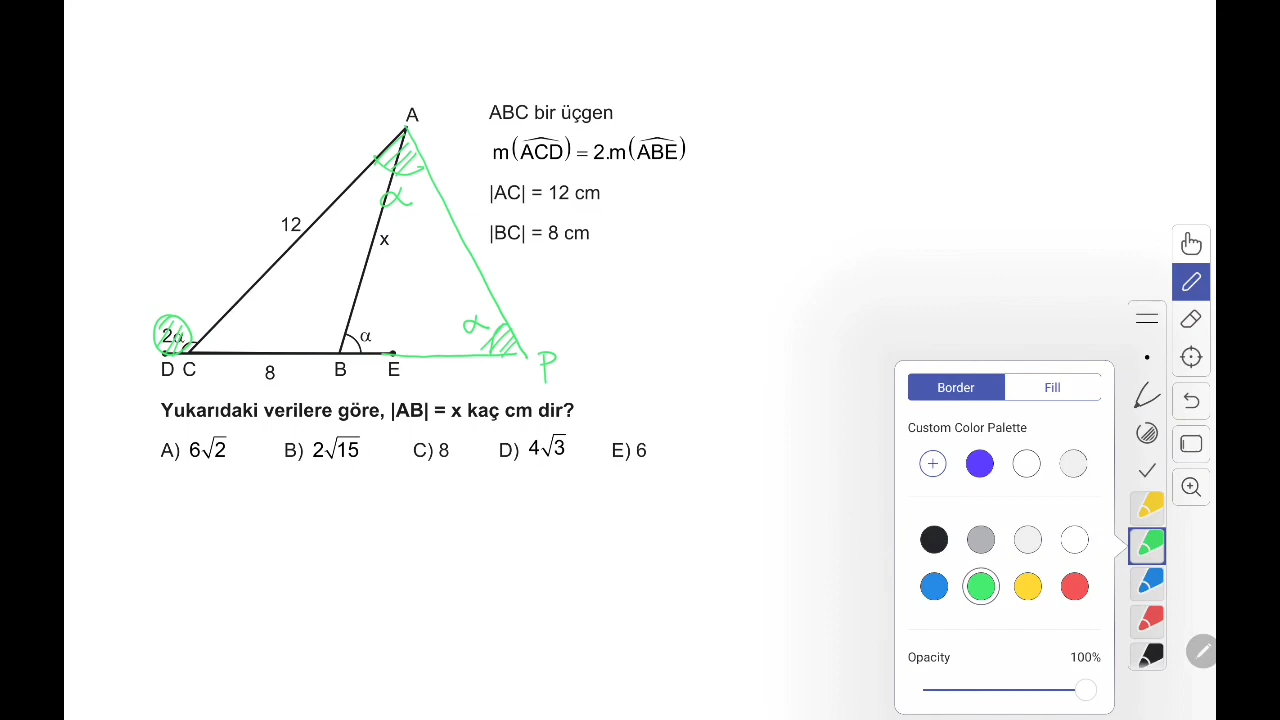 A
ABC bir üçgen
m(ACD) = 2.m(ABE)
|AC| = 12 cm
|BC| = 8 cm
α
12
x
2α
α
α
D C
8
B
E
P
Yukarıdaki verilere göre, |AB| = x kaç cm dir?
A) 6√2 B) 2√15 C) 8 D) 4√3 E) 6
Border Fill
Custom Color Palette
Opacity 100%